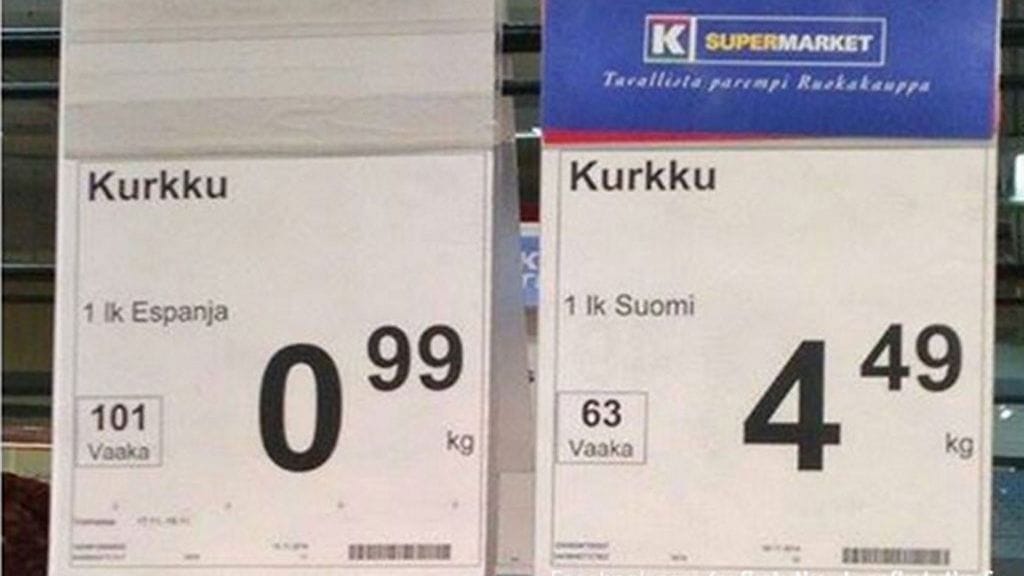 Kurkku
1 lk Espanja
0 99
kg
101
Vaaka
K SUPERMARKET
Tavallista parempi Ruokakauppa
Kurkku
1 lk Suomi
4 49
kg
63
Vaaka